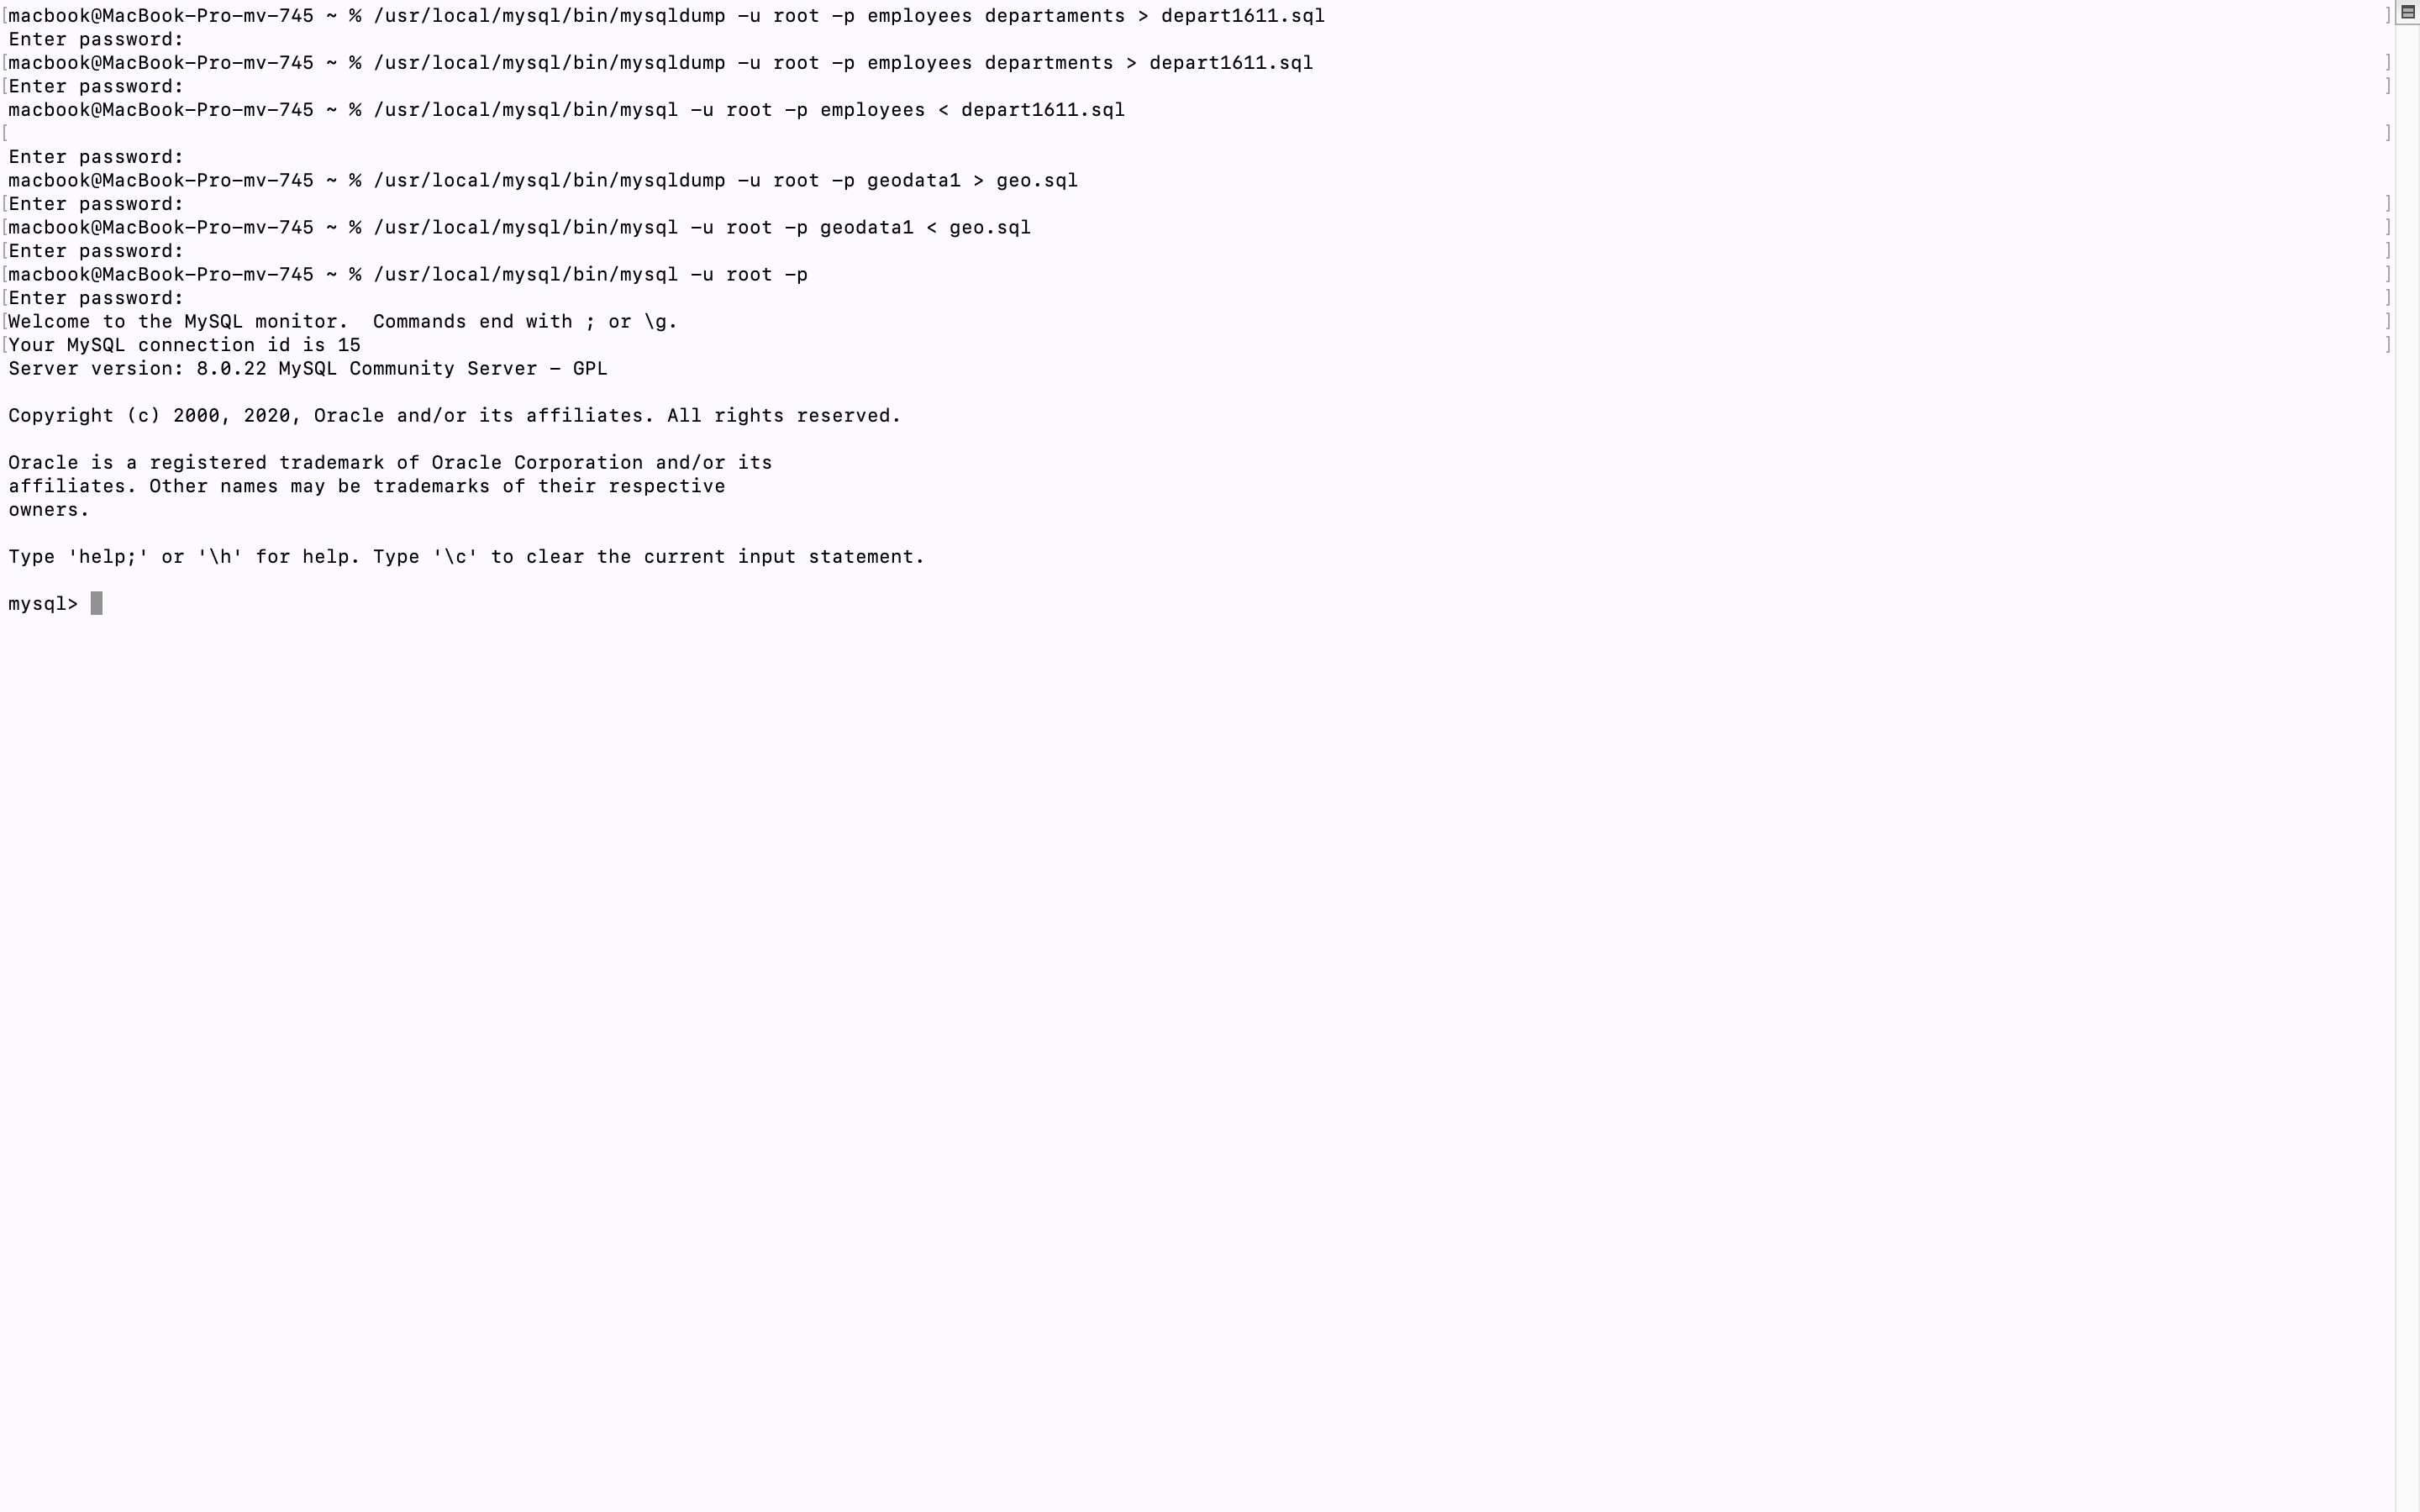 [macbook@MacBook-Pro-mv-745 ~ % /usr/local/mysql/bin/mysqldump -u root -p employees departaments > depart1611.sql ]
Enter password:
[macbook@MacBook-Pro-mv-745 ~ % /usr/local/mysql/bin/mysqldump -u root -p employees departments > depart1611.sql ]
[Enter password: ]
macbook@MacBook-Pro-mv-745 ~ % /usr/local/mysql/bin/mysql -u root -p employees < depart1611.sql
[ ]
Enter password:
macbook@MacBook-Pro-mv-745 ~ % /usr/local/mysql/bin/mysqldump -u root -p geodata1 > geo.sql
[Enter password: ]
[macbook@MacBook-Pro-mv-745 ~ % /usr/local/mysql/bin/mysql -u root -p geodata1 < geo.sql ]
[Enter password: ]
[macbook@MacBook-Pro-mv-745 ~ % /usr/local/mysql/bin/mysql -u root -p ]
[Enter password: ]
[Welcome to the MySQL monitor.  Commands end with ; or \g. ]
[Your MySQL connection id is 15 ]
Server version: 8.0.22 MySQL Community Server - GPL
Copyright (c) 2000, 2020, Oracle and/or its affiliates. All rights reserved.
Oracle is a registered trademark of Oracle Corporation and/or its
affiliates. Other names may be trademarks of their respective
owners.
Type 'help;' or '\h' for help. Type '\c' to clear the current input statement.
mysql>